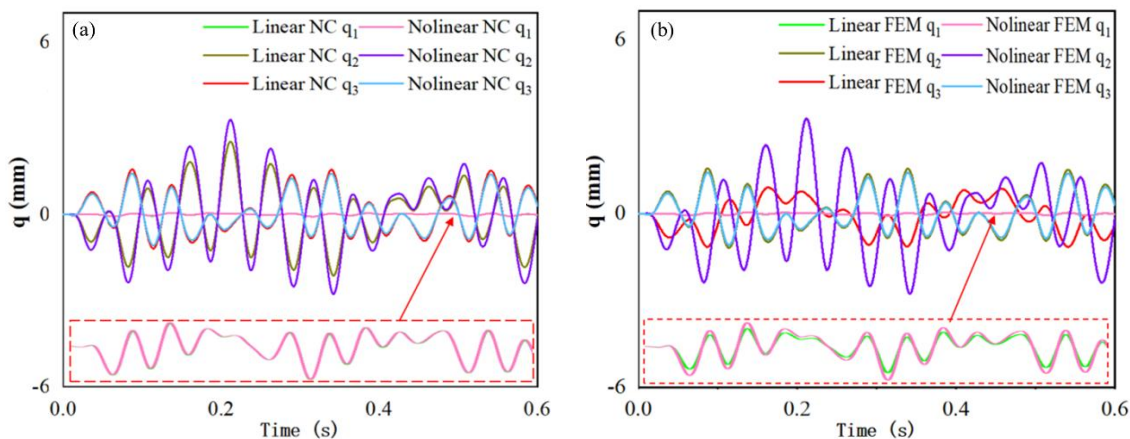 (a)
6
Linear NC q₁ Nolinear NC q₁
Linear NC q₂ Nolinear NC q₂
Linear NC q₃ Nolinear NC q₃
q (mm)
0
-6
0.0 0.2 0.4 0.6
Time (s)
(b)
6
Linear FEM q₁ Nolinear FEM q₁
Linear FEM q₂ Nolinear FEM q₂
Linear FEM q₃ Nolinear FEM q₃
q (mm)
0
-6
0.0 0.2 0.4 0.6
Time (s)